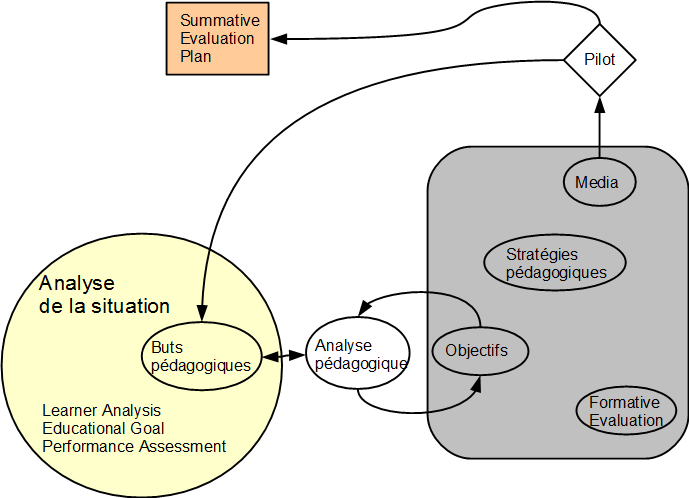 Summative
Evaluation
Plan
Pilot
Media
Stratégies
pédagogiques
Analyse
de la situation
Buts
pédagogiques
Analyse
pédagogique
Objectifs
Formative
Evaluation
Learner Analysis
Educational Goal
Performance Assessment